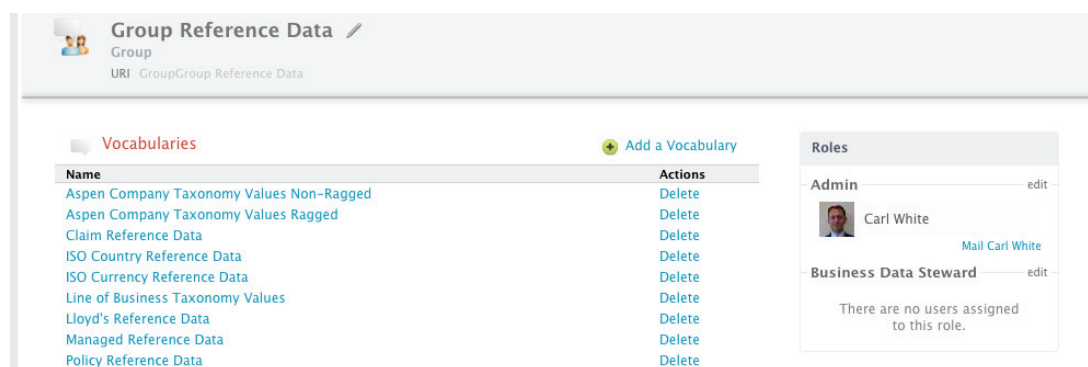 Group Reference Data
Group
URI GroupGroup Reference Data
Vocabularies
Add a Vocabulary
Name Actions
Aspen Company Taxonomy Values Non-Ragged Delete
Aspen Company Taxonomy Values Ragged Delete
Claim Reference Data Delete
ISO Country Reference Data Delete
ISO Currency Reference Data Delete
Line of Business Taxonomy Values Delete
Lloyd's Reference Data Delete
Managed Reference Data Delete
Policy Reference Data Delete
Roles
Admin edit
Carl White
Mail Carl White
Business Data Steward edit
There are no users assigned
to this role.